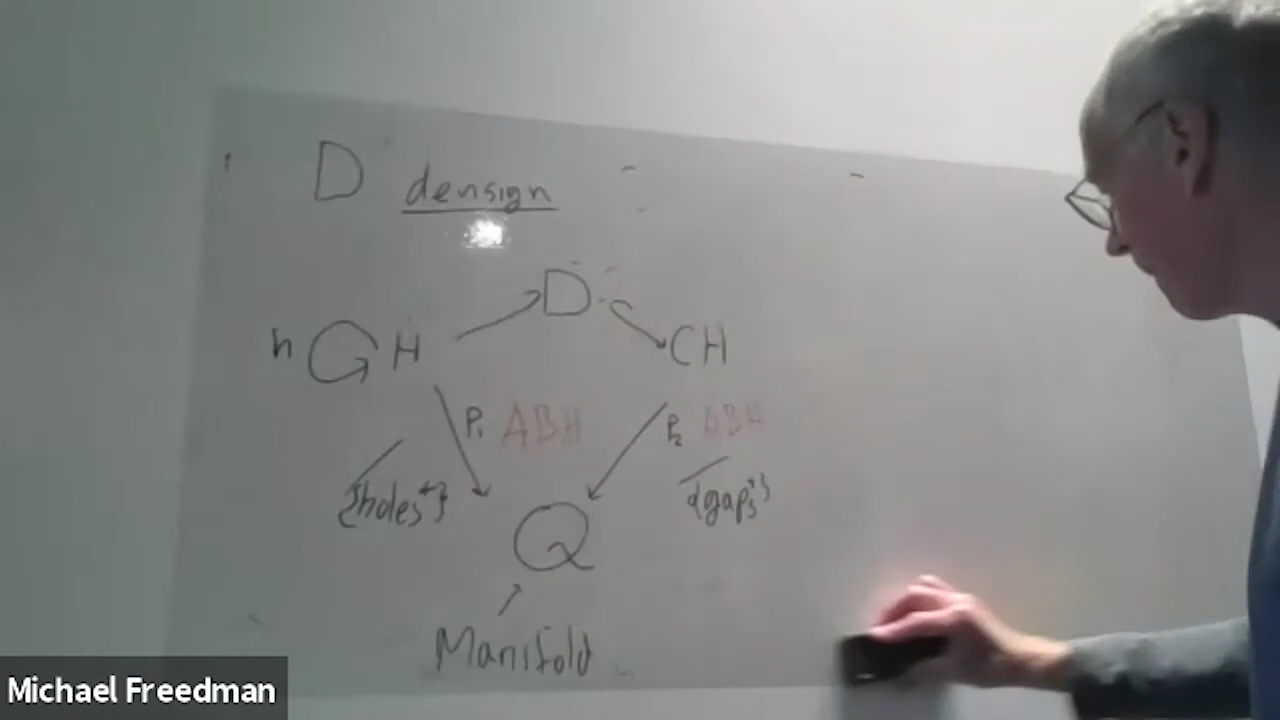 D densign
D
h H CH
P₁ ABH P₂ ABH
{holes⁺} {gaps⁺}
Q
Manifold
Michael Freedman